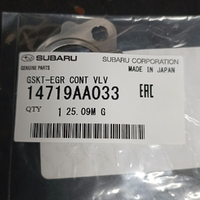 SUBARU SUBARU CORPORATION
GENUINE PARTS MADE IN JAPAN
GSKT-EGR CONT VLV
14719AA033 EAC
QTY
1 25.09M G